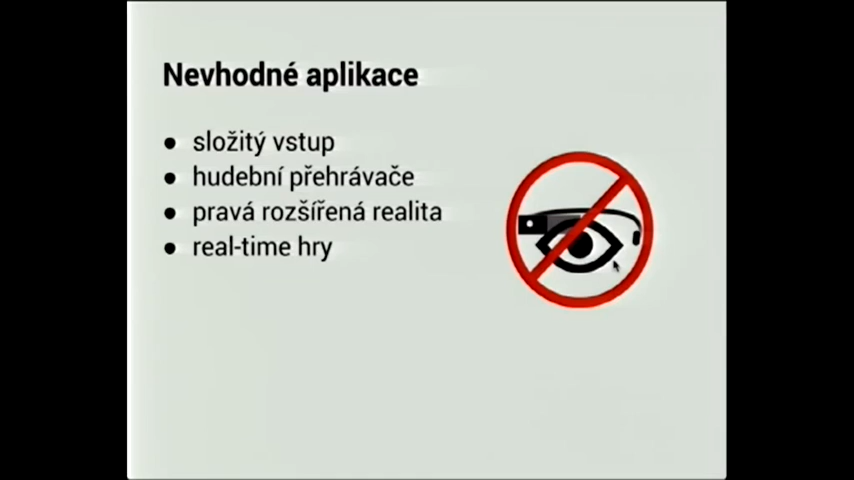 Nevhodné aplikace
● složitý vstup
● hudební přehrávače
● pravá rozšířená realita
● real-time hry